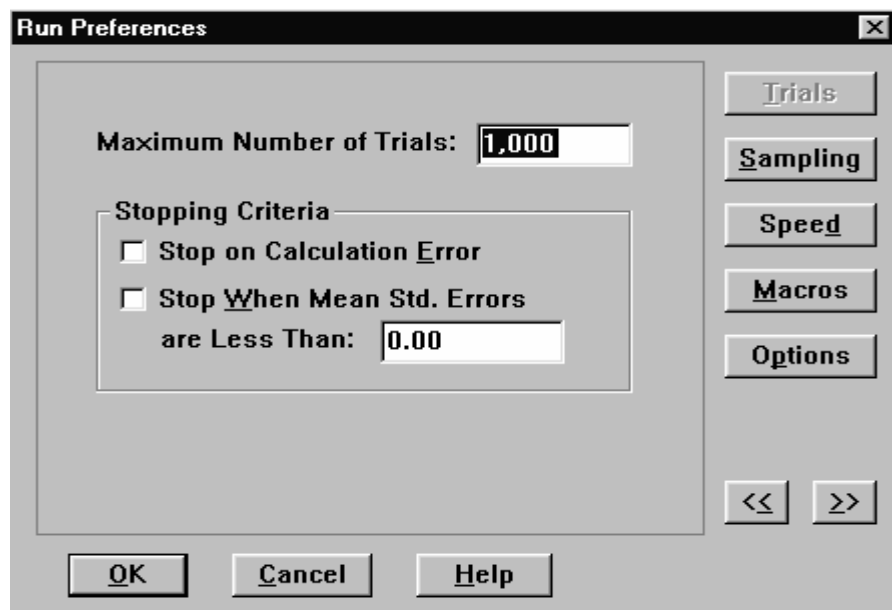 Run Preferences
Trials
Maximum Number of Trials: 1,000
Sampling
Stopping Criteria
Speed
Stop on Calculation Error
Macros
Stop When Mean Std. Errors
are Less Than: 0.00
Options
<< >>
OK Cancel Help